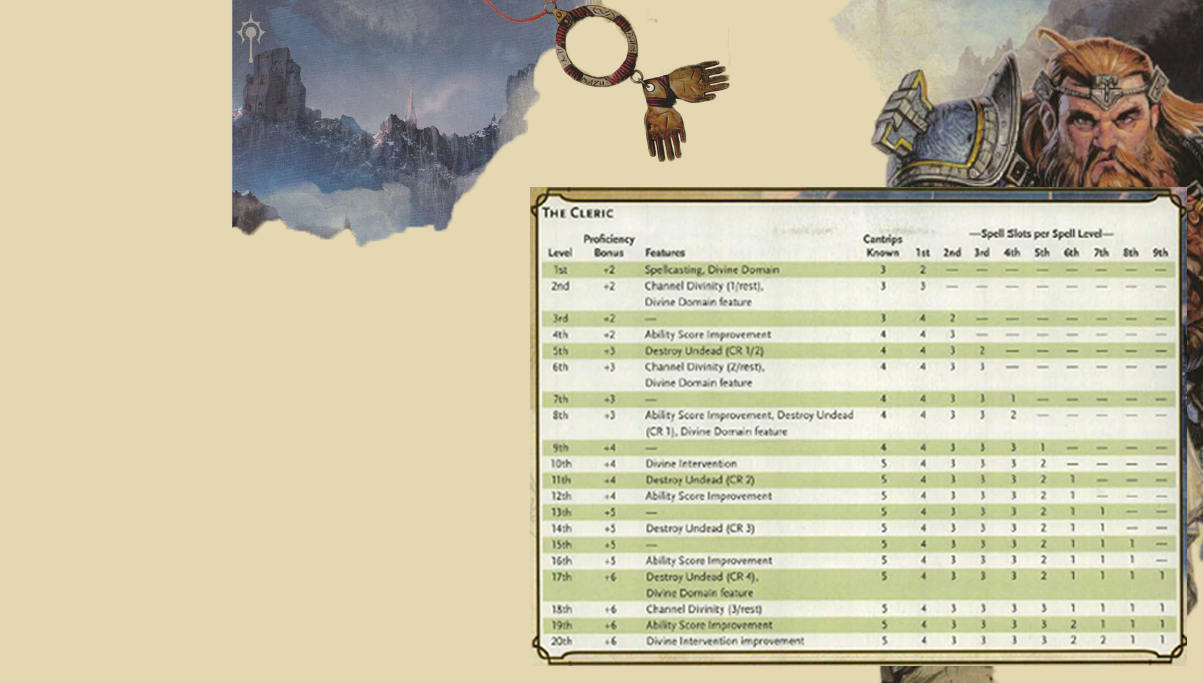 THE CLERIC
—Spell Slots per Spell Level—
Proficiency Cantrips
Level Bonus Features Known 1st 2nd 3rd 4th 5th 6th 7th 8th 9th
1st +2 Spellcasting, Divine Domain 3 2 — — — — — — — —
2nd +2 Channel Divinity (1/rest), 3 3 — — — — — — — —
Divine Domain feature
3rd +2 — 3 4 2 — — — — — — —
4th +2 Ability Score Improvement 4 4 3 — — — — — — —
5th +3 Destroy Undead (CR 1/2) 4 4 3 2 — — — — — —
6th +3 Channel Divinity (2/rest), 4 4 3 3 — — — — — —
Divine Domain feature
7th +3 — 4 4 3 3 1 — — — — —
8th +3 Ability Score Improvement, Destroy Undead 4 4 3 3 2 — — — — —
(CR 1), Divine Domain feature
9th +4 — 4 4 3 3 3 1 — — — —
10th +4 Divine Intervention 5 4 3 3 3 2 — — — —
11th +4 Destroy Undead (CR 2) 5 4 3 3 3 2 1 — — —
12th +4 Ability Score Improvement 5 4 3 3 3 2 1 — — —
13th +5 — 5 4 3 3 3 2 1 1 — —
14th +5 Destroy Undead (CR 3) 5 4 3 3 3 2 1 1 — —
15th +5 — 5 4 3 3 3 2 1 1 1 —
16th +5 Ability Score Improvement 5 4 3 3 3 2 1 1 1 —
17th +6 Destroy Undead (CR 4), 5 4 3 3 3 2 1 1 1 1
Divine Domain feature
18th +6 Channel Divinity (3/rest) 5 4 3 3 3 3 1 1 1 1
19th +6 Ability Score Improvement 5 4 3 3 3 3 2 1 1 1
20th +6 Divine Intervention improvement 5 4 3 3 3 3 2 2 1 1